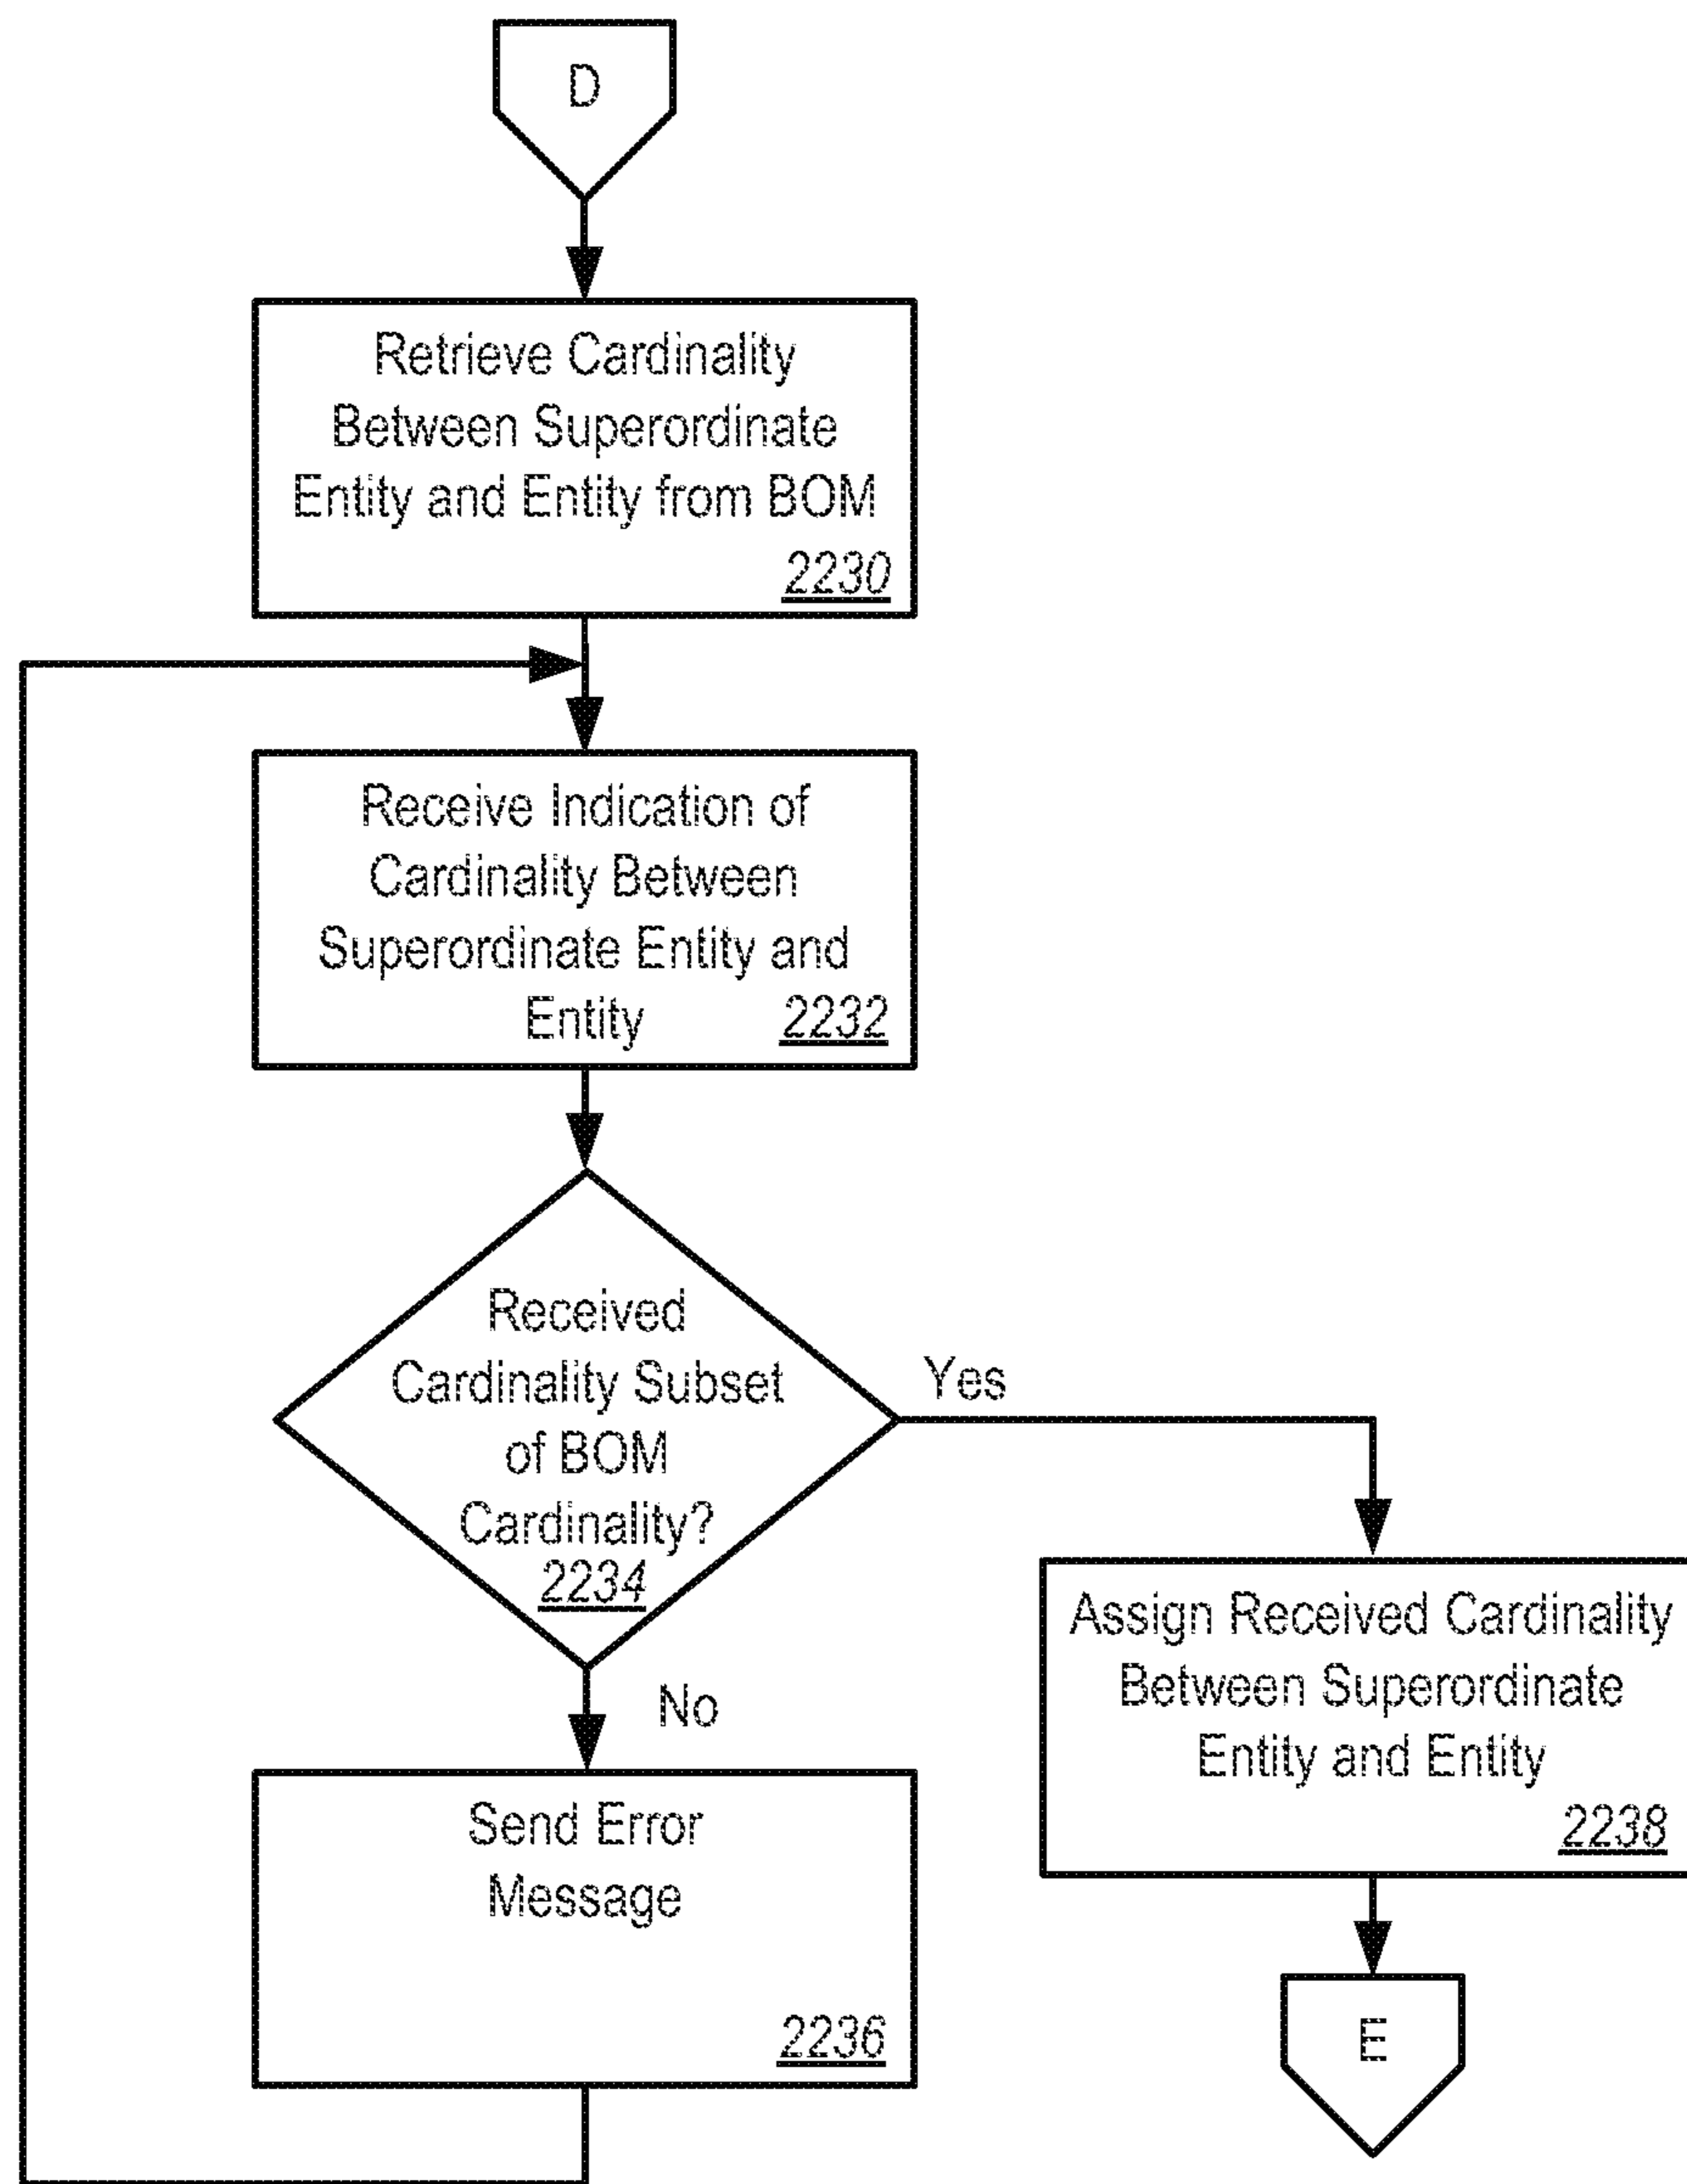 D
Retrieve Cardinality
Between Superordinate
Entity and Entity from BOM
2230
Receive Indication of
Cardinality Between
Superordinate Entity and
Entity 2232
Received
Cardinality Subset
of BOM
Cardinality?
2234
Yes
No
Send Error
Message
2236
Assign Received Cardinality
Between Superordinate
Entity and Entity
2238
E